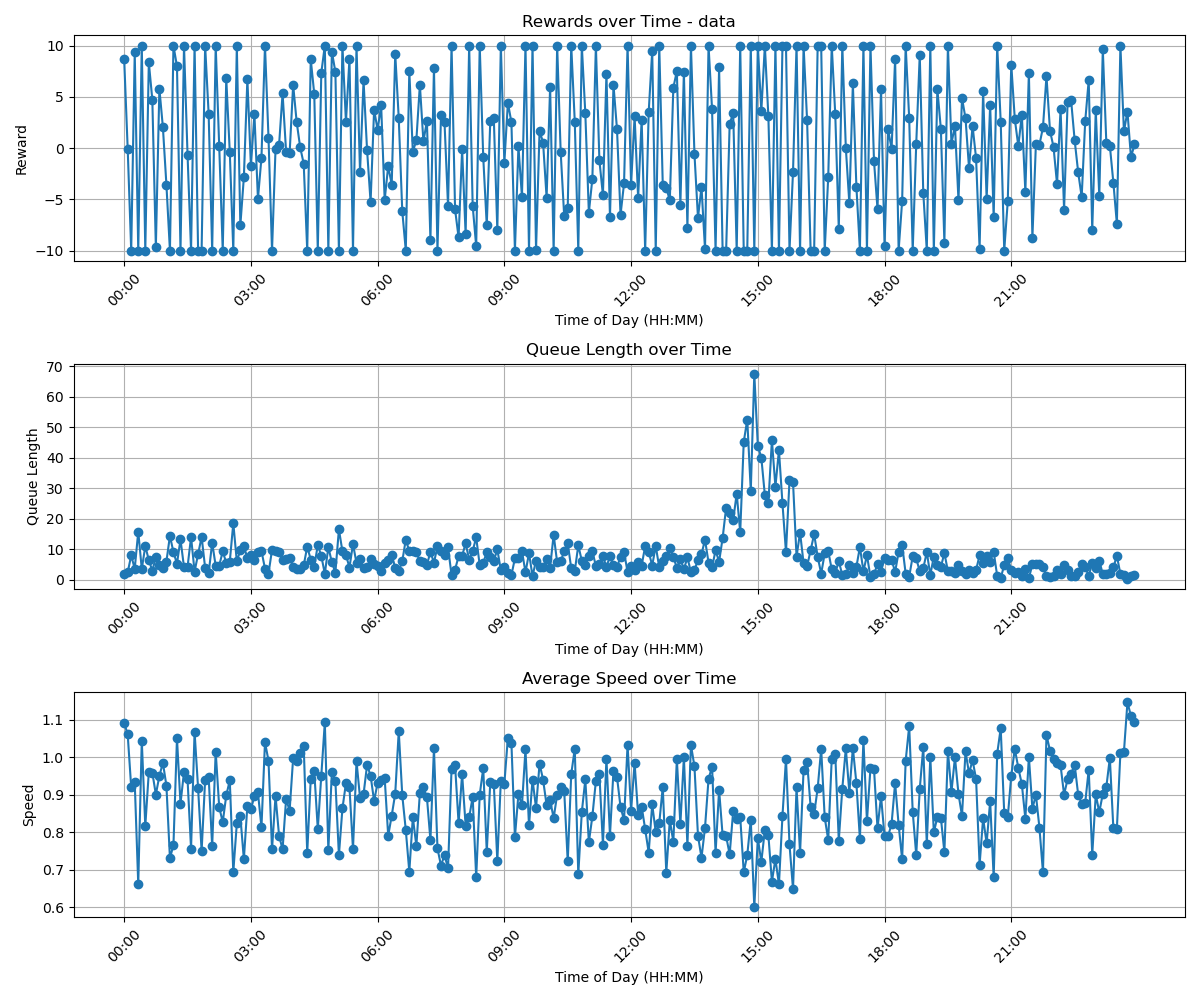 Rewards over Time - data
Reward
10
5
0
−5
−10
00:00 03:00 06:00 09:00 12:00 15:00 18:00 21:00
Time of Day (HH:MM)
Queue Length over Time
Queue Length
70
60
50
40
30
20
10
0
00:00 03:00 06:00 09:00 12:00 15:00 18:00 21:00
Time of Day (HH:MM)
Average Speed over Time
Speed
1.1
1.0
0.9
0.8
0.7
0.6
00:00 03:00 06:00 09:00 12:00 15:00 18:00 21:00
Time of Day (HH:MM)